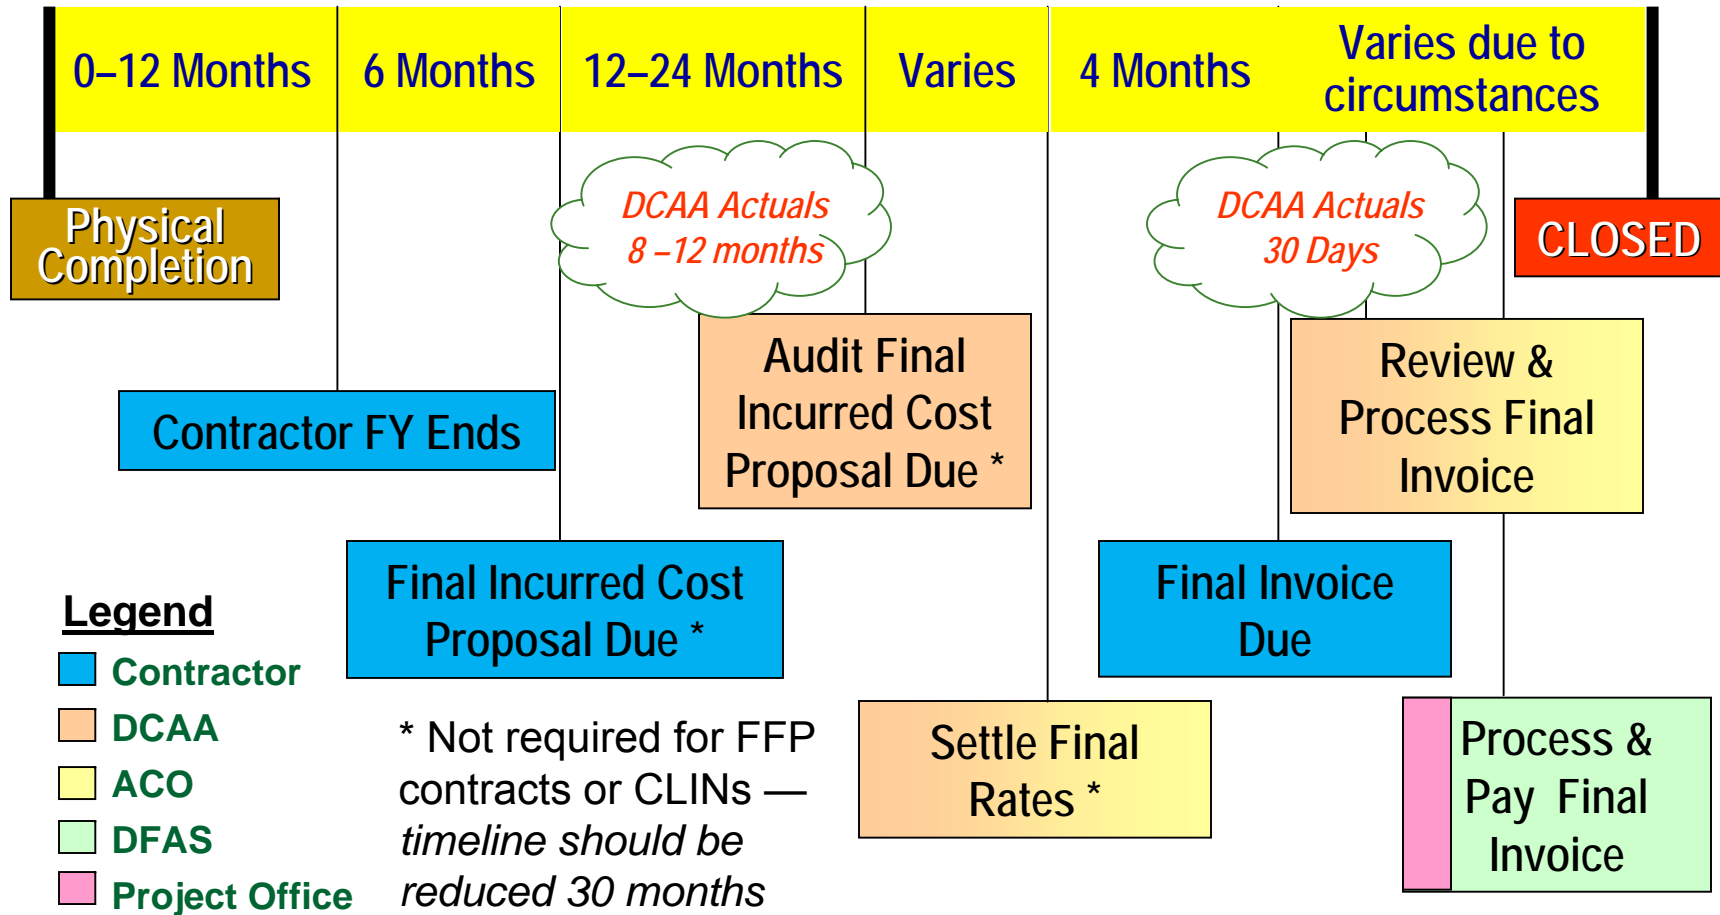 0–12 Months
6 Months
12–24 Months
Varies
4 Months
Varies due to
circumstances
Physical
Completion
DCAA Actuals
8 –12 months
DCAA Actuals
30 Days
CLOSED
Contractor FY Ends
Audit Final
Incurred Cost
Proposal Due *
Review &
Process Final
Invoice
Final Incurred Cost
Proposal Due *
Final Invoice
Due
Settle Final
Rates *
Process &
Pay Final
Invoice
Legend
Contractor
DCAA
ACO
DFAS
Project Office
* Not required for FFP
contracts or CLINs —
timeline should be
reduced 30 months